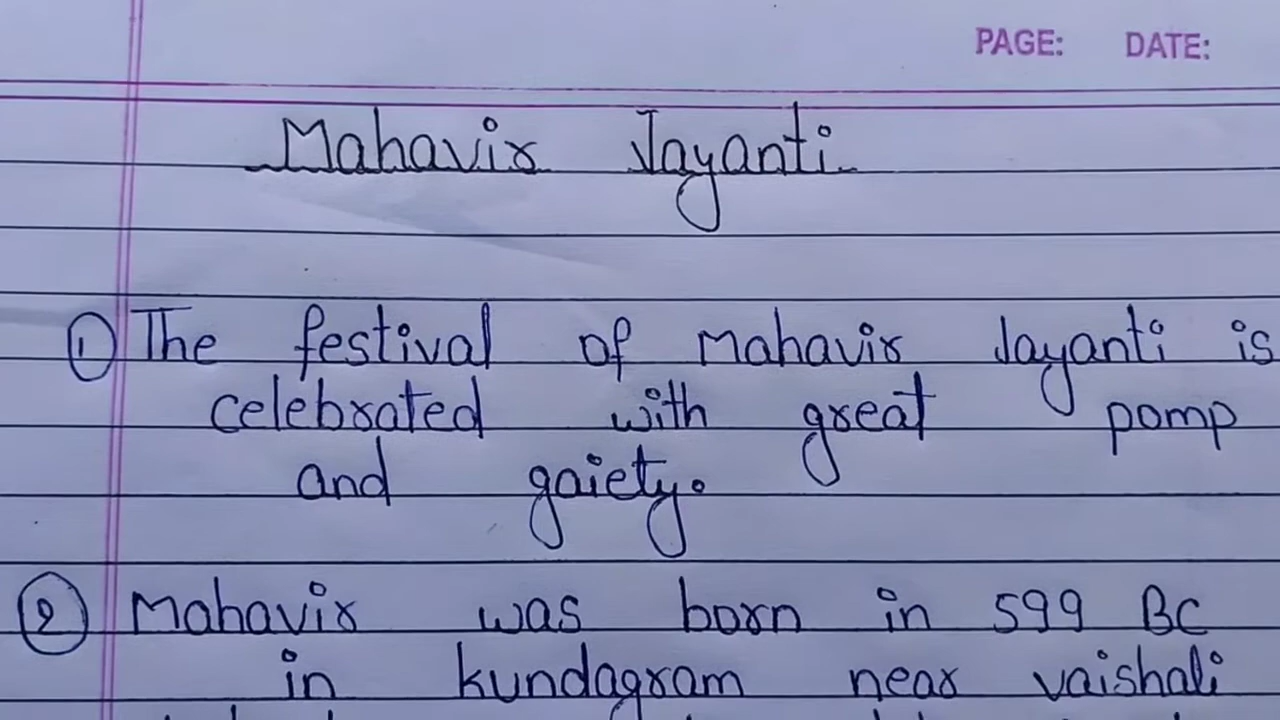 PAGE: DATE:
Mahavir Jayanti
① The festival of Mahavir Jayanti is
celebrated with great pomp
and gaiety.
② Mahavir was born in 599 BC
in kundagram near vaishali